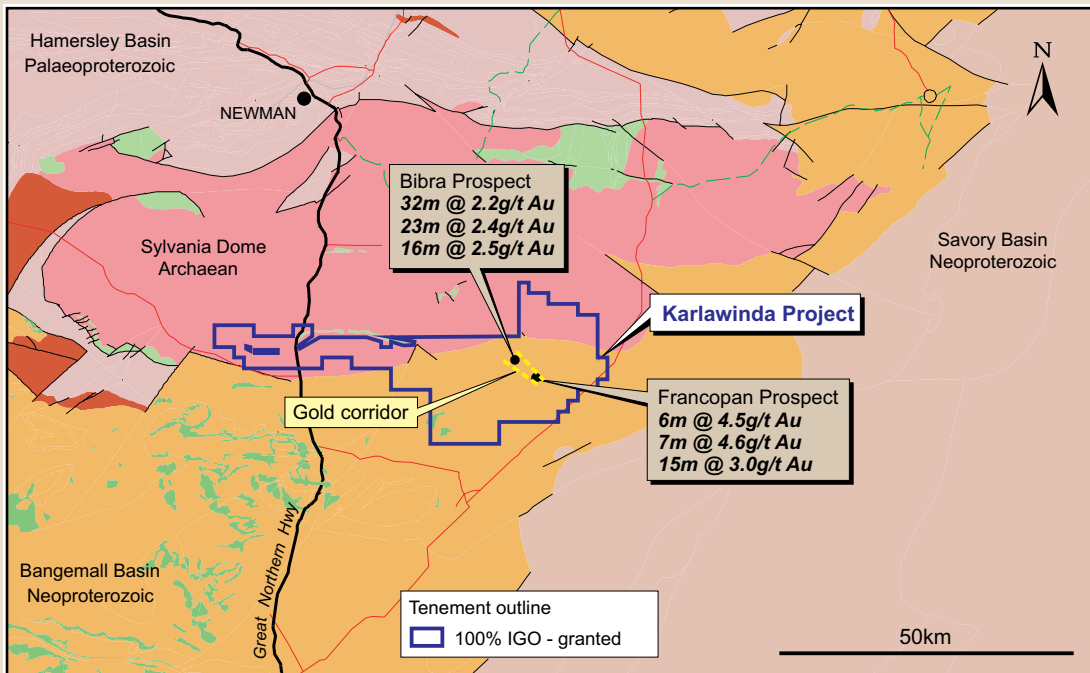 Hamersley Basin
Palaeoproterozoic
N
NEWMAN
Bibra Prospect
32m @ 2.2g/t Au
23m @ 2.4g/t Au
16m @ 2.5g/t Au
Sylvania Dome
Archaean
Savory Basin
Neoproterozoic
Karlawinda Project
Gold corridor
Francopan Prospect
6m @ 4.5g/t Au
7m @ 4.6g/t Au
15m @ 3.0g/t Au
Great Northern Hwy
Bangemall Basin
Neoproterozoic
Tenement outline
100% IGO - granted
50km